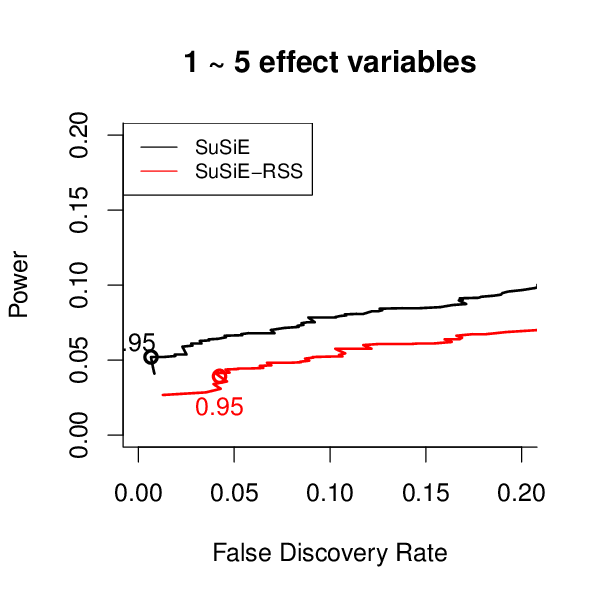 1 ~ 5 effect variables
Power
0.20
0.15
0.10
0.05
0.00
SuSiE
SuSiE−RSS
.95
0.95
0.00 0.05 0.10 0.15 0.20
False Discovery Rate